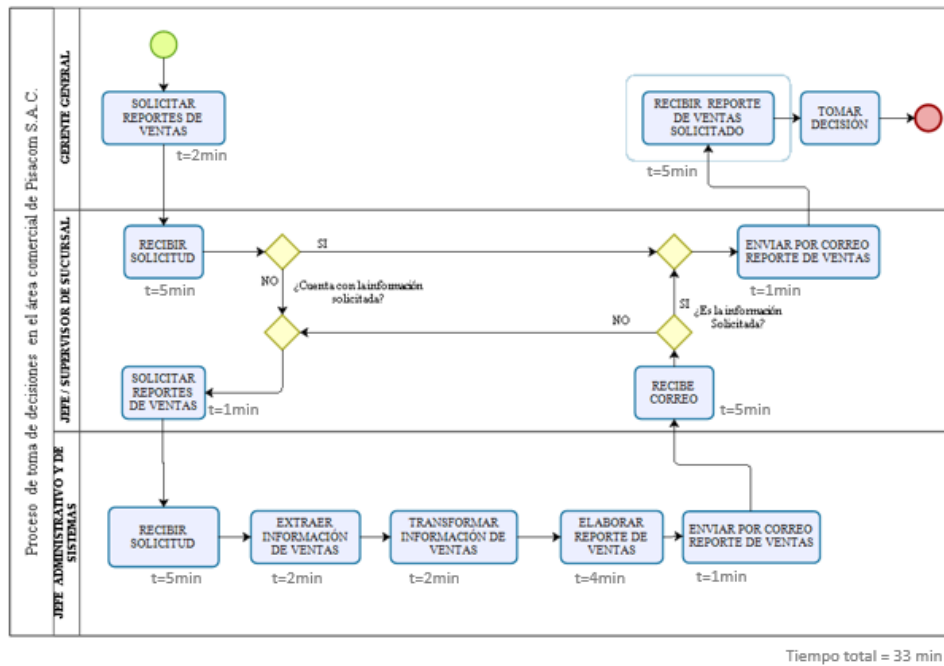 Proceso de toma de decisiones en el área comercial de Pisacom S.A.C.
GERENTE GENERAL
SOLICITAR
REPORTES DE
VENTAS
t=2min
RECIBIR REPORTE
DE VENTAS
SOLICITADO
t=5min
TOMAR
DECISIÓN
JEFE / SUPERVISOR DE SUCURSAL
RECIBIR
SOLICITUD
t=5min
SI
NO
¿Cuenta con la información
solicitada?
ENVIAR POR CORREO
REPORTE DE VENTAS
t=1min
SI
¿Es la información
Solicitada?
NO
SOLICITAR
REPORTES
DE VENTAS
t=1min
RECIBE
CORREO
t=5min
JEFE ADMINISTRATIVO Y DE
SISTEMAS
RECIBIR
SOLICITUD
t=5min
EXTRAER
INFORMACIÓN
DE VENTAS
t=2min
TRANSFORMAR
INFORMACIÓN DE
VENTAS
t=2min
ELABORAR
REPORTE DE
VENTAS
t=4min
ENVIAR POR CORREO
REPORTE DE VENTAS
t=1min
Tiempo total = 33 min